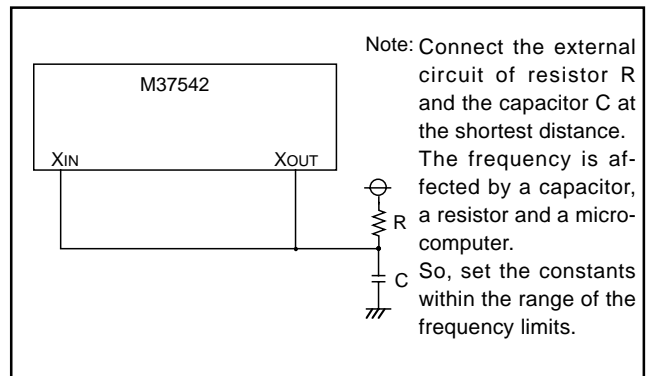 M37542
XIN XOUT
R
C
Note: Connect the external
circuit of resistor R
and the capacitor C at
the shortest distance.
The frequency is af-
fected by a capacitor,
a resistor and a micro-
computer.
So, set the constants
within the range of the
frequency limits.